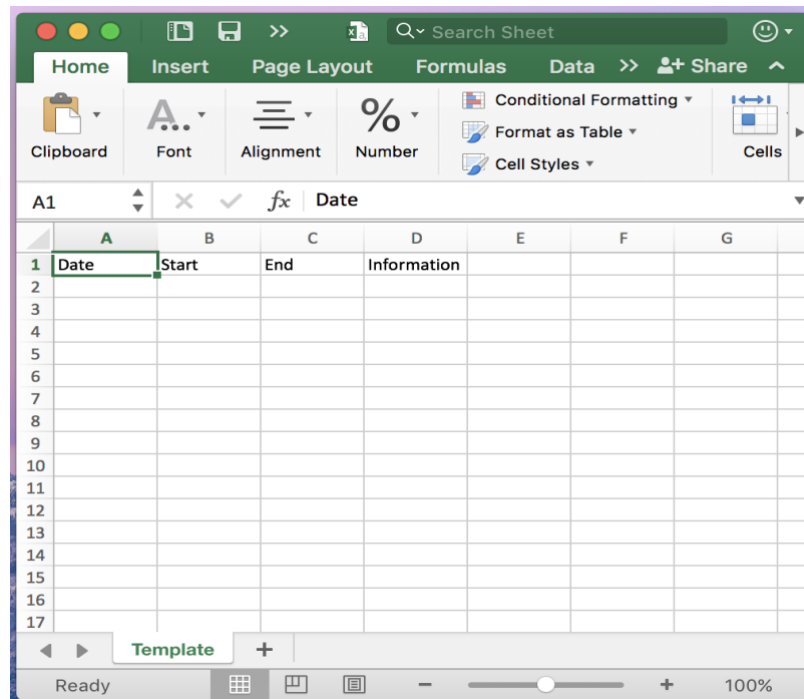 Search Sheet
Home Insert Page Layout Formulas Data >> Share
Clipboard
Font
Alignment
%
Number
Conditional Formatting
Format as Table
Cell Styles
Cells
A1 fx Date
A B C D E F G
1 Date Start End Information
2
3
4
5
6
7
8
9
10
11
12
13
14
15
16
17
Template +
Ready - + 100%